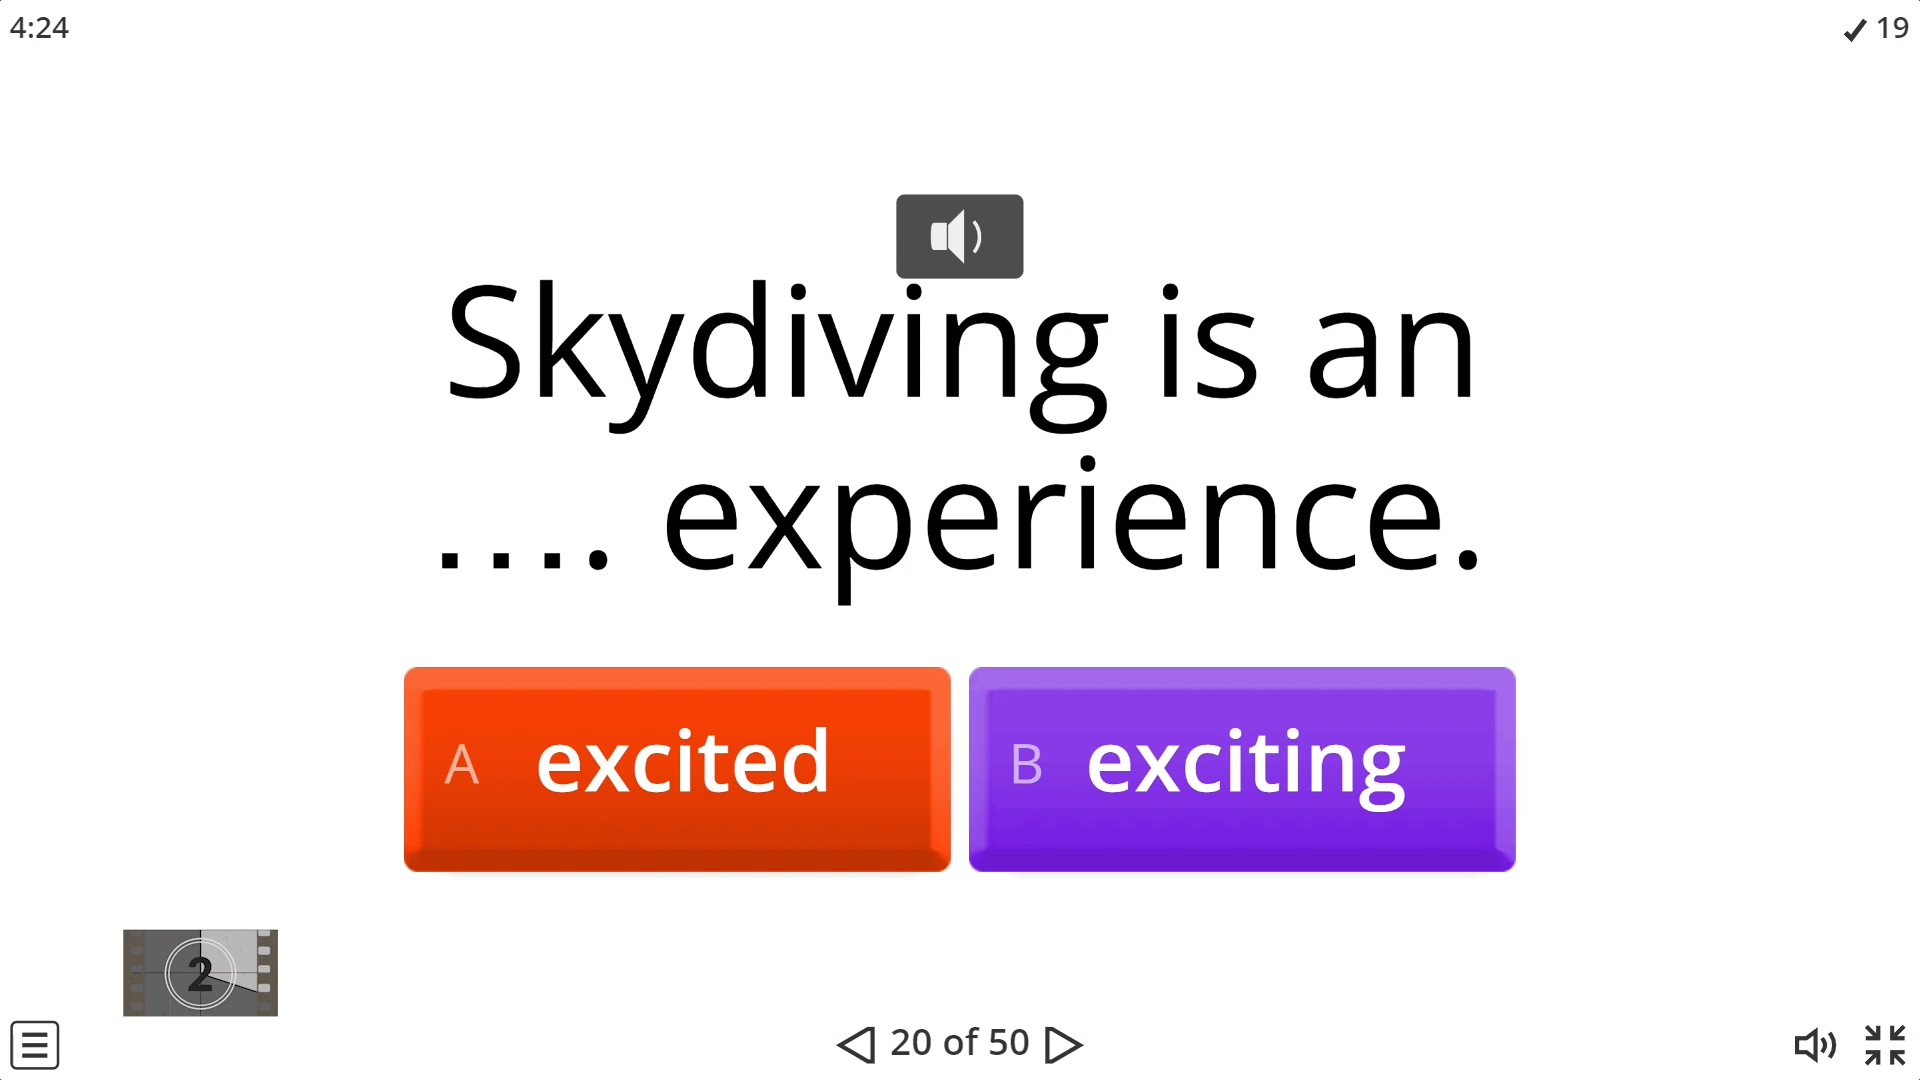 4:24
19
Skydiving is an
.... experience.
A excited
B exciting
2
20 of 50